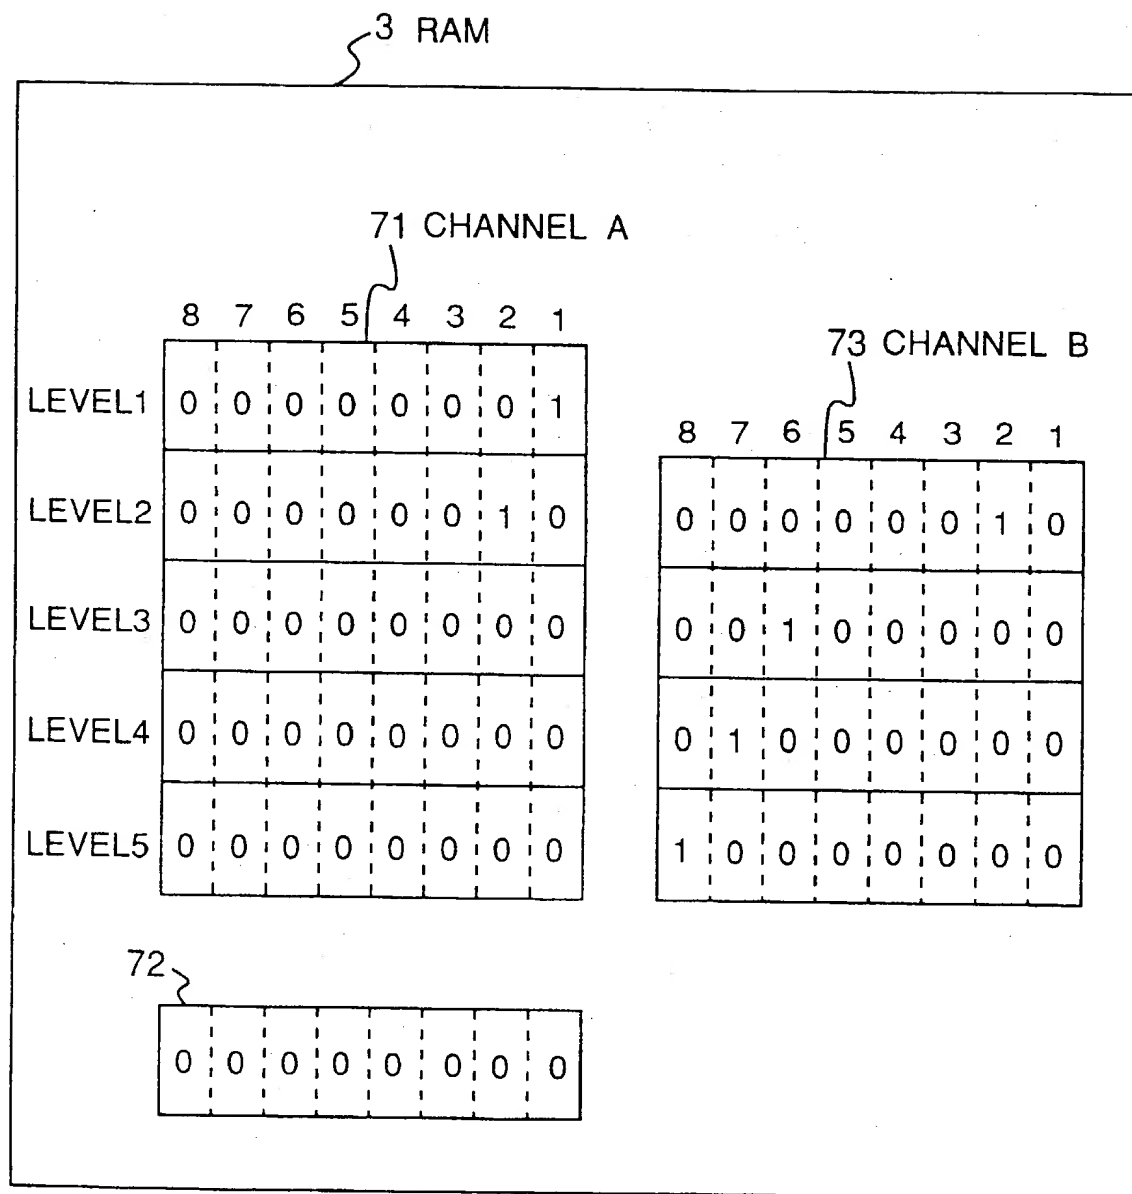 3 RAM
71 CHANNEL A
8 7 6 5 4 3 2 1
73 CHANNEL B
LEVEL1 0 0 0 0 0 0 0 1
8 7 6 5 4 3 2 1
LEVEL2 0 0 0 0 0 0 1 0
0 0 0 0 0 0 1 0
LEVEL3 0 0 0 0 0 0 0 0
0 0 1 0 0 0 0 0
LEVEL4 0 0 0 0 0 0 0 0
0 1 0 0 0 0 0 0
LEVEL5 0 0 0 0 0 0 0 0
1 0 0 0 0 0 0 0
72
0 0 0 0 0 0 0 0